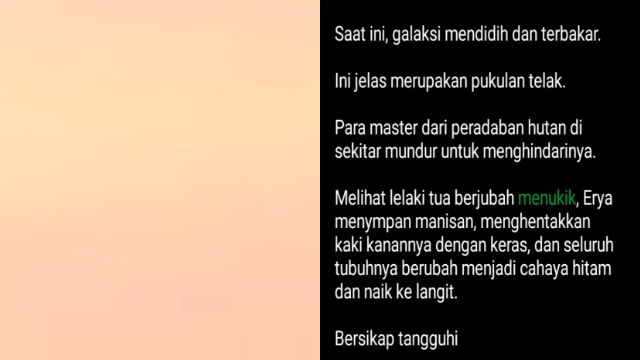 Saat ini, galaksi mendidih dan terbakar.
Ini jelas merupakan pukulan telak.
Para master dari peradaban hutan di
sekitar mundur untuk menghindarinya.
Melihat lelaki tua berjubah menukik, Erya
menympan manisan, menghentakkan
kaki kanannya dengan keras, dan seluruh
tubuhnya berubah menjadi cahaya hitam
dan naik ke langit.
Bersikap tangguhi